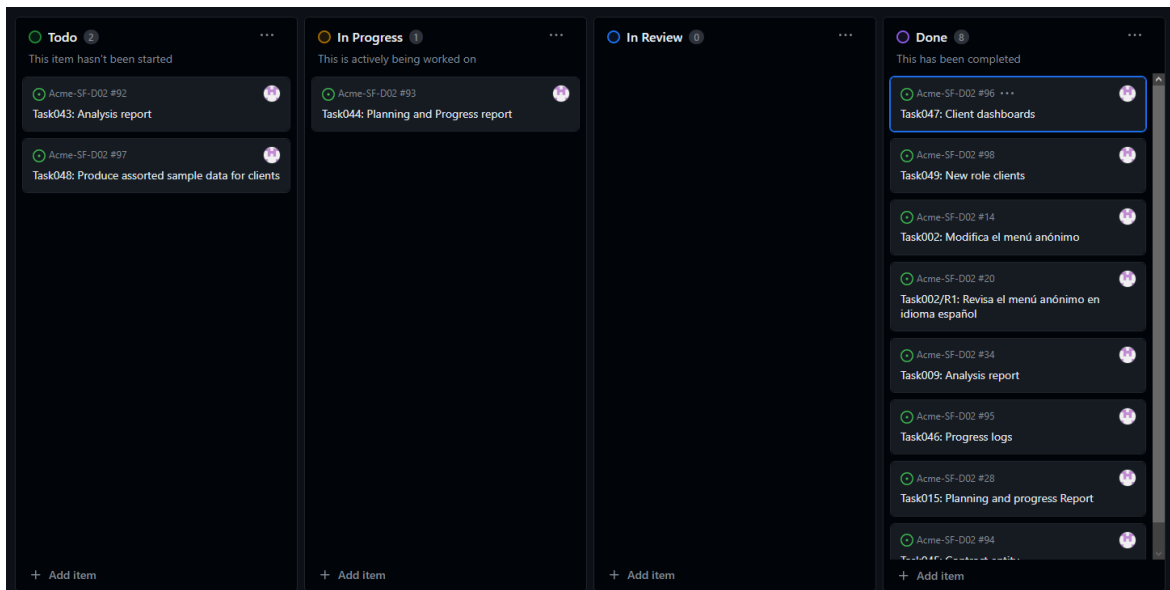 Todo 2
This item hasn't been started
Acme-SF-D02 #92
Task043: Analysis report
Acme-SF-D02 #97
Task048: Produce assorted sample data for clients
+ Add item
In Progress 1
This is actively being worked on
Acme-SF-D02 #93
Task044: Planning and Progress report
+ Add item
In Review 0
+ Add item
Done 8
This has been completed
Acme-SF-D02 #96
Task047: Client dashboards
Acme-SF-D02 #98
Task049: New role clients
Acme-SF-D02 #14
Task002: Modifica el menú anónimo
Acme-SF-D02 #20
Task002/R1: Revisa el menú anónimo en
idioma español
Acme-SF-D02 #34
Task009: Analysis report
Acme-SF-D02 #95
Task046: Progress logs
Acme-SF-D02 #28
Task015: Planning and progress Report
Acme-SF-D02 #94
Task045: Contract entity
+ Add item